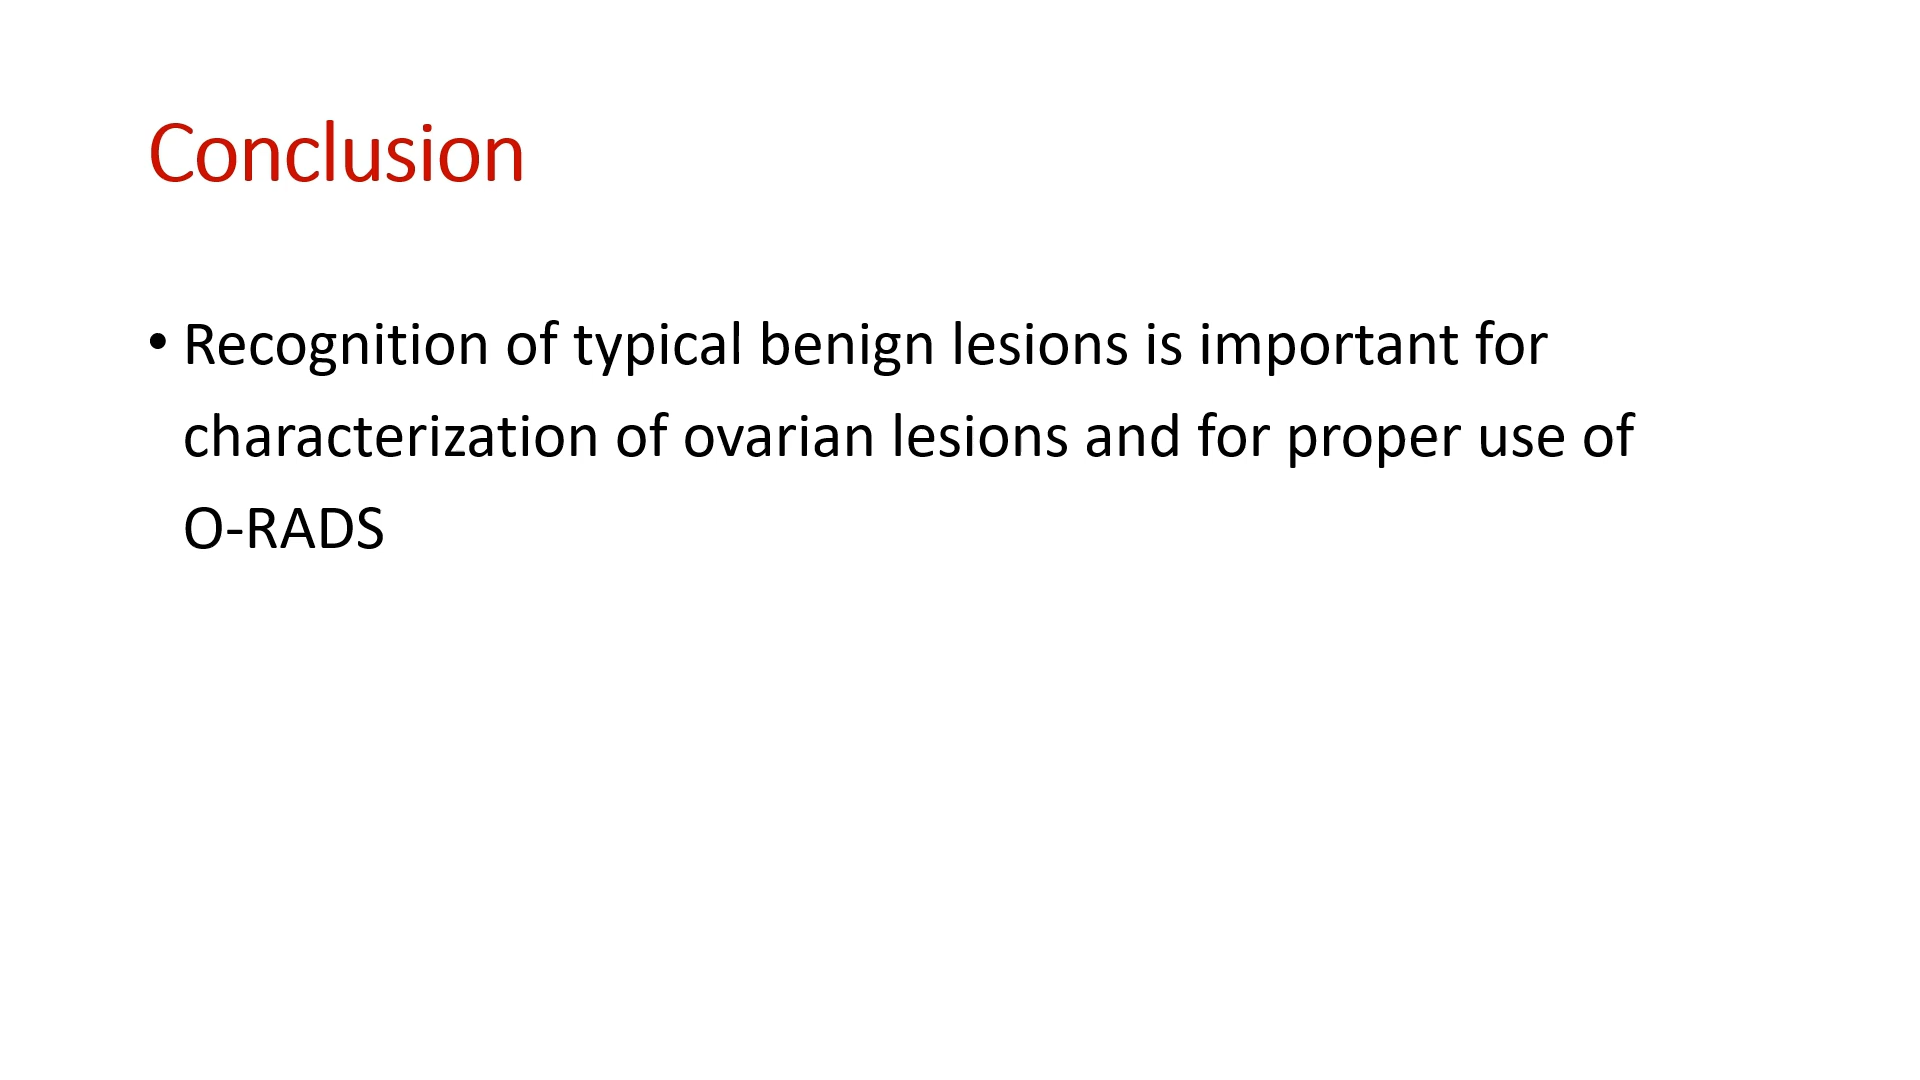 Conclusion
• Recognition of typical benign lesions is important for
characterization of ovarian lesions and for proper use of
O-RADS